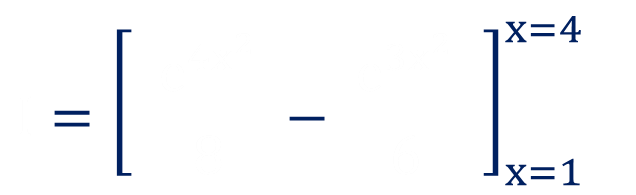 = [ − ]
x=4
x=1